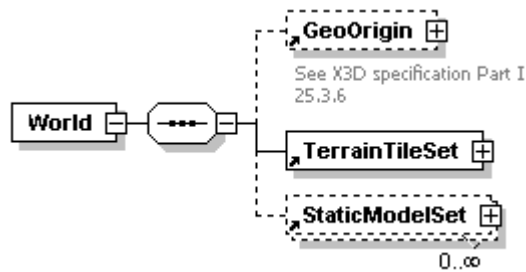 GeoOrigin
See X3D specification Part I
25.3.6
World
TerrainTileSet
StaticModelSet
0..∞